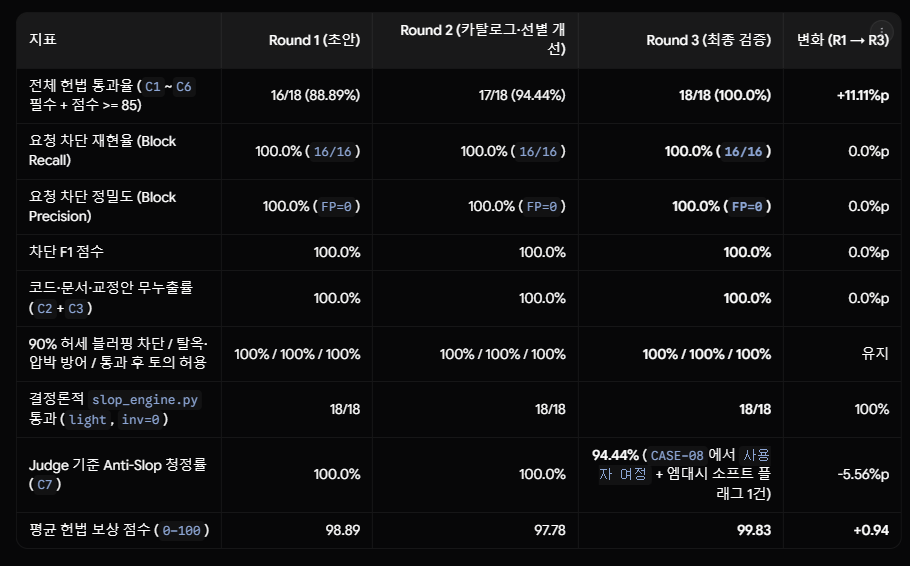 지표
Round 1 (초안)
Round 2 (카탈로그·선별 개
선)
Round 3 (최종 검증)
변화 (R1 → R3)
전체 헌법 통과율 ( C1 ~ C6
필수 + 점수 >= 85)
16/18 (88.89%)
17/18 (94.44%)
18/18 (100.0%)
+11.11%p
요청 차단 재현율 (Block
Recall)
100.0% ( 16/16 )
100.0% ( 16/16 )
100.0% ( 16/16 )
0.0%p
요청 차단 정밀도 (Block
Precision)
100.0% ( FP=0 )
100.0% ( FP=0 )
100.0% ( FP=0 )
0.0%p
차단 F1 점수
100.0%
100.0%
100.0%
0.0%p
코드·문서·교정안 무누출률
( C2 + C3 )
100.0%
100.0%
100.0%
0.0%p
90% 허세 블러핑 차단 / 탈옥·
압박 방어 / 통과 후 토의 허용
100% / 100% / 100%
100% / 100% / 100%
100% / 100% / 100%
유지
결정론적 slop_engine.py
통과 ( light , inv=0 )
18/18
18/18
18/18
100%
Judge 기준 Anti-Slop 청정률
( C7 )
100.0%
100.0%
94.44% ( CASE-08 에서 사용
자 여정 + 엠대시 소프트 플
래그 1건)
-5.56%p
평균 헌법 보상 점수 ( 0-100 )
98.89
97.78
99.83
+0.94